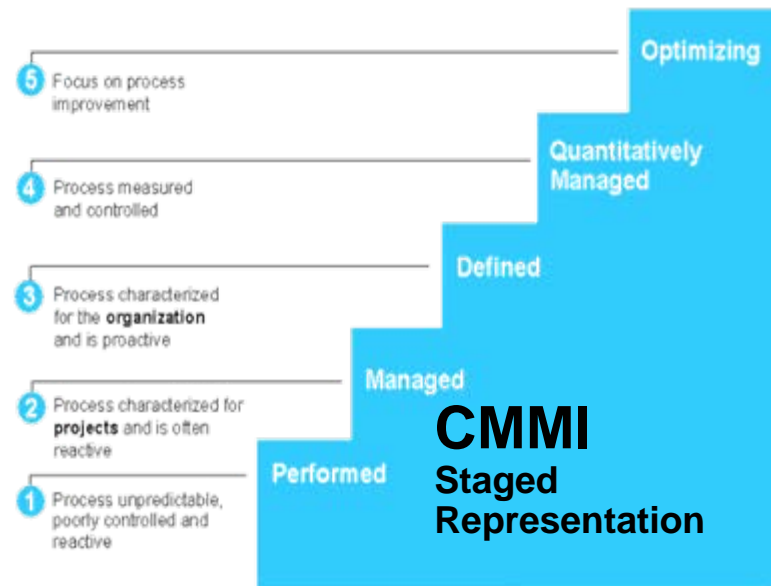 Optimizing
5
Focus on process
improvement
Quantitatively
Managed
4
Process measured
and controlled
Defined
3
Process characterized
for the organization
and is proactive
Managed
2
Process characterized for
projects and is often
reactive
Performed
1
Process unpredictable,
poorly controlled and
reactive
CMMI
Staged
Representation